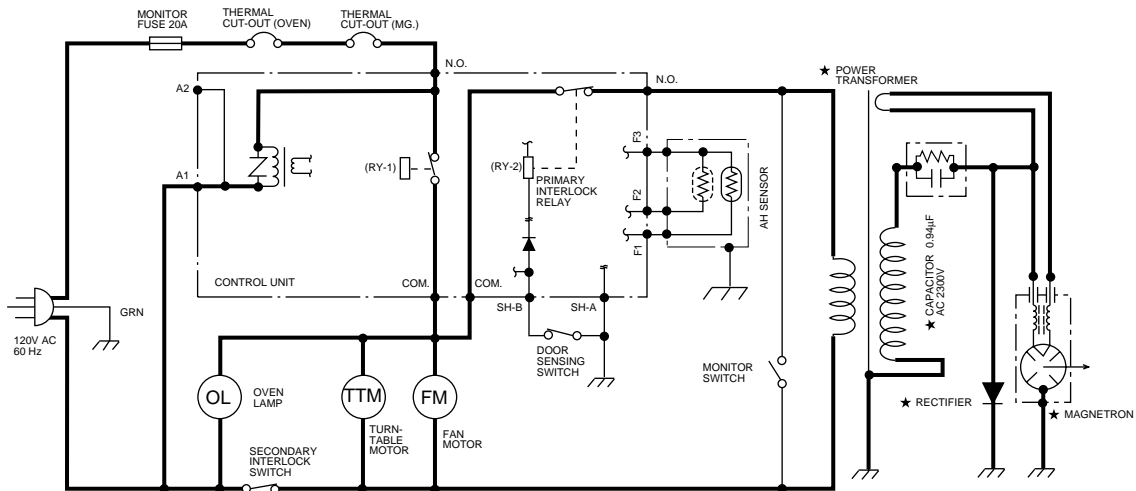 MONITOR
FUSE 20A
THERMAL
CUT-OUT (OVEN)
THERMAL
CUT-OUT (MG.)
N.O.
N.O.
A2
A1
(RY-1)
(RY-2)
PRIMARY
INTERLOCK
RELAY
F3
F2
F1
AH SENSOR
★ POWER
TRANSFORMER
★ CAPACITOR 0.94µF
AC 2300V
CONTROL UNIT
COM.
COM.
SH-B
SH-A
GRN
120V AC
60 Hz
DOOR
SENSING
SWITCH
MONITOR
SWITCH
OL
OVEN
LAMP
TTM
TURN-
TABLE
MOTOR
FM
FAN
MOTOR
SECONDARY
INTERLOCK
SWITCH
★ RECTIFIER
★ MAGNETRON